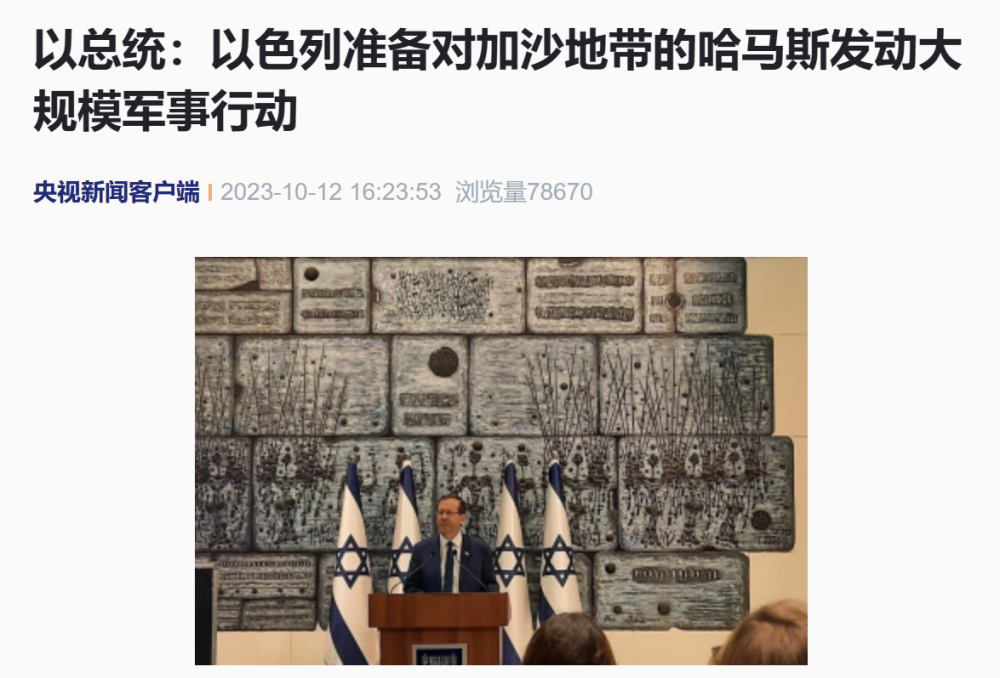 以总统：以色列准备对加沙地带的哈马斯发动大
规模军事行动
央视新闻客户端 2023-10-12 16:23:53 浏览量78670